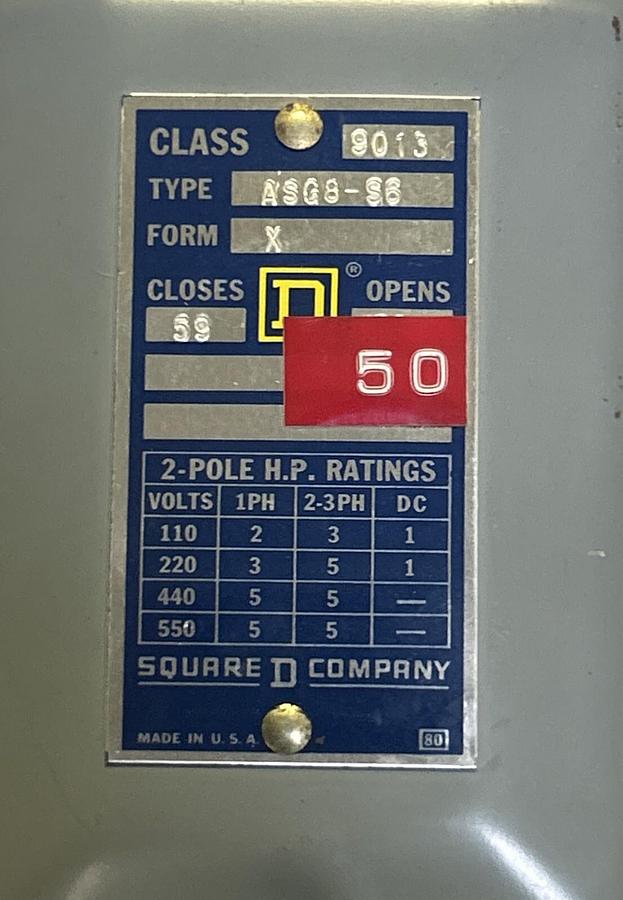 CLASS 9013
TYPE ASG8-S6
FORM X
D ®
CLOSES OPENS
59
50
2-POLE H.P. RATINGS
VOLTS 1PH 2-3PH DC
110 2 3 1
220 3 5 1
440 5 5 —
550 5 5 —
SQUARE D COMPANY
MADE IN U.S.A.
80